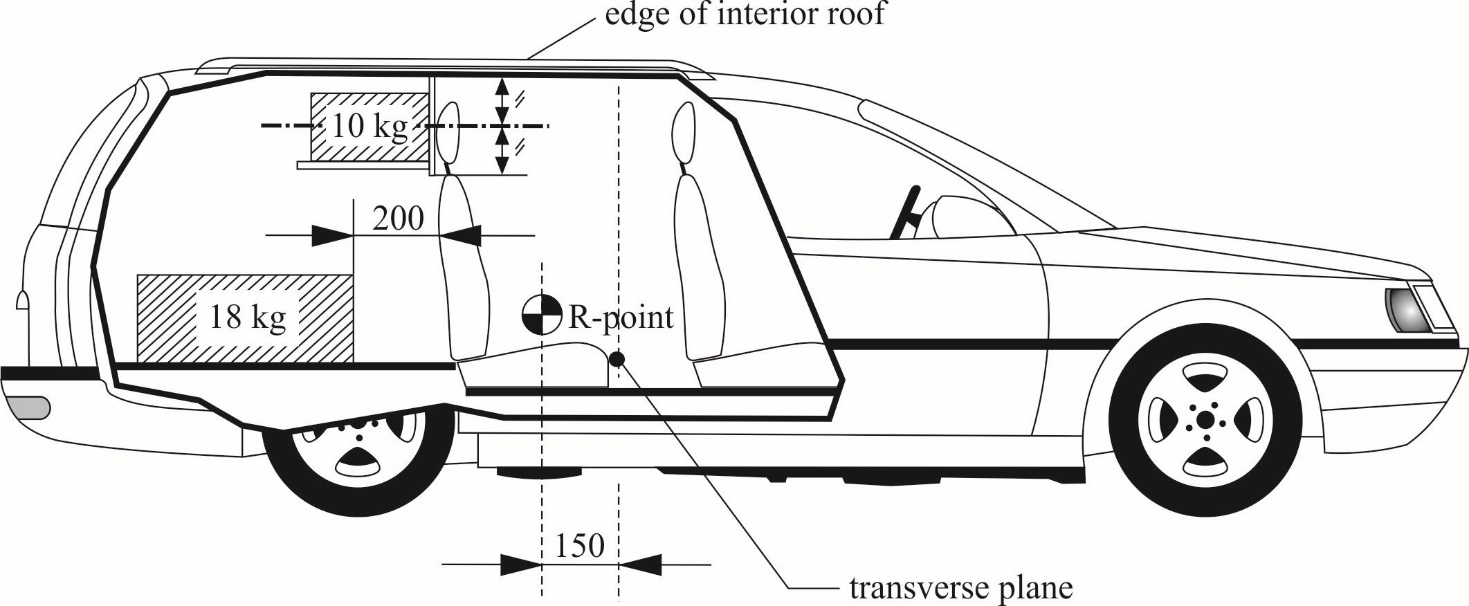 edge of interior roof
10 kg
200
18 kg
R-point
150
transverse plane